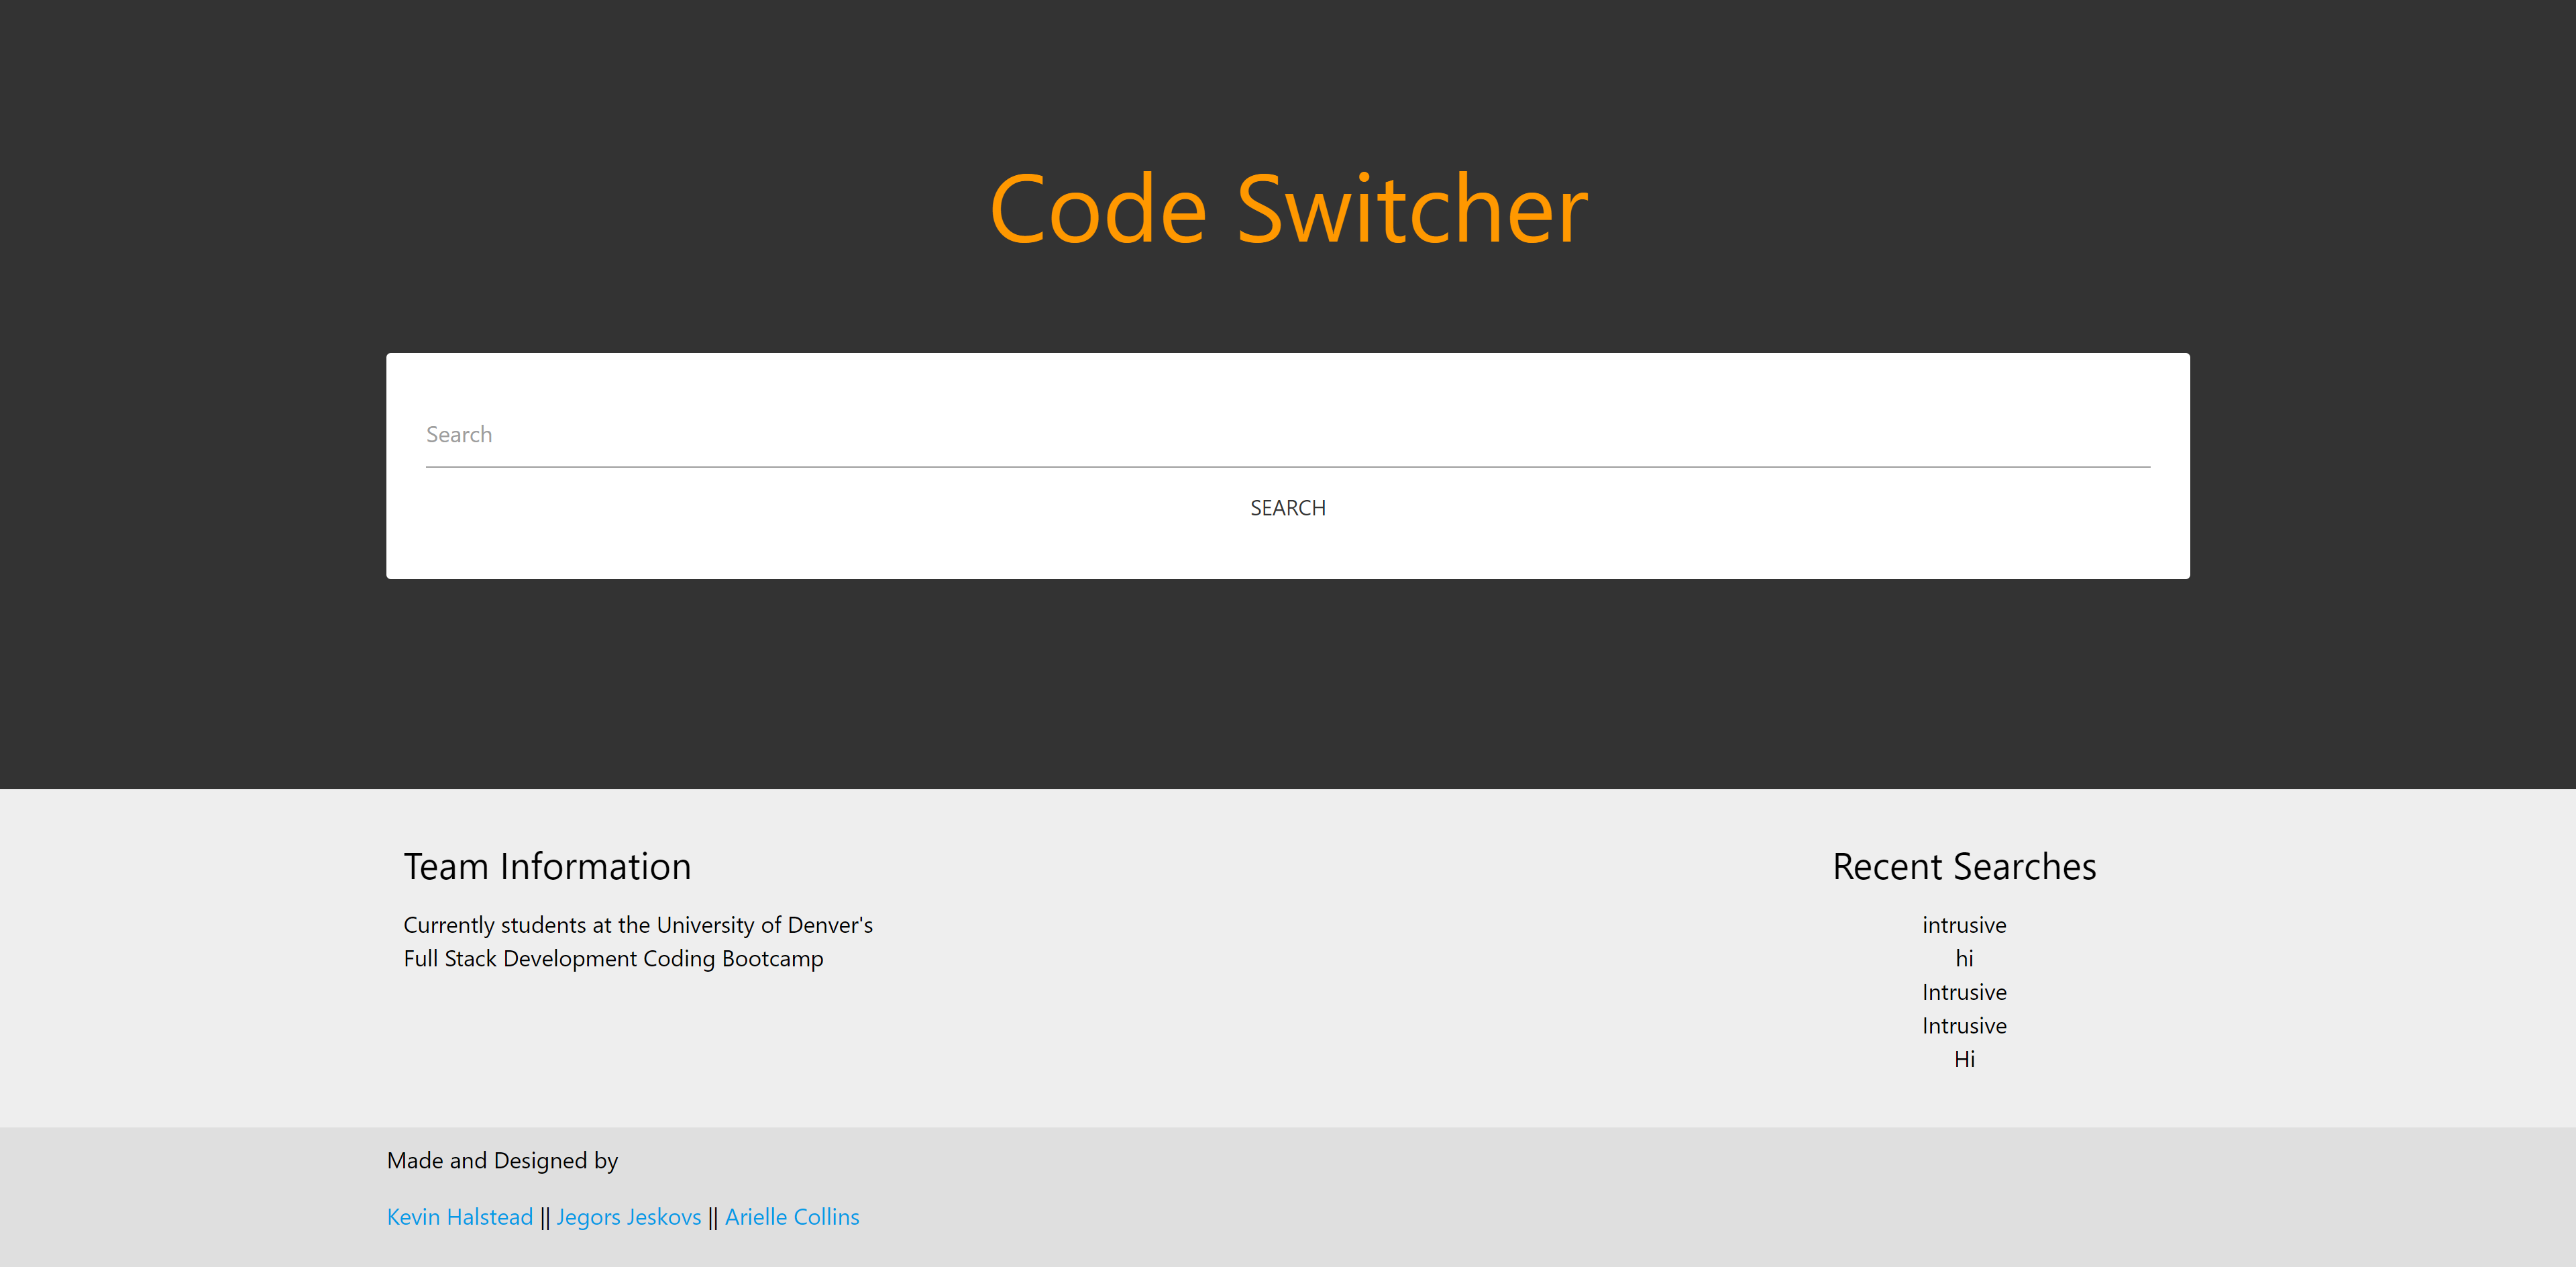 Code Switcher
Search
SEARCH
Team Information
Currently students at the University of Denver's
Full Stack Development Coding Bootcamp
Recent Searches
intrusive
hi
Intrusive
Intrusive
Hi
Made and Designed by
Kevin Halstead || Jegors Jeskovs || Arielle Collins